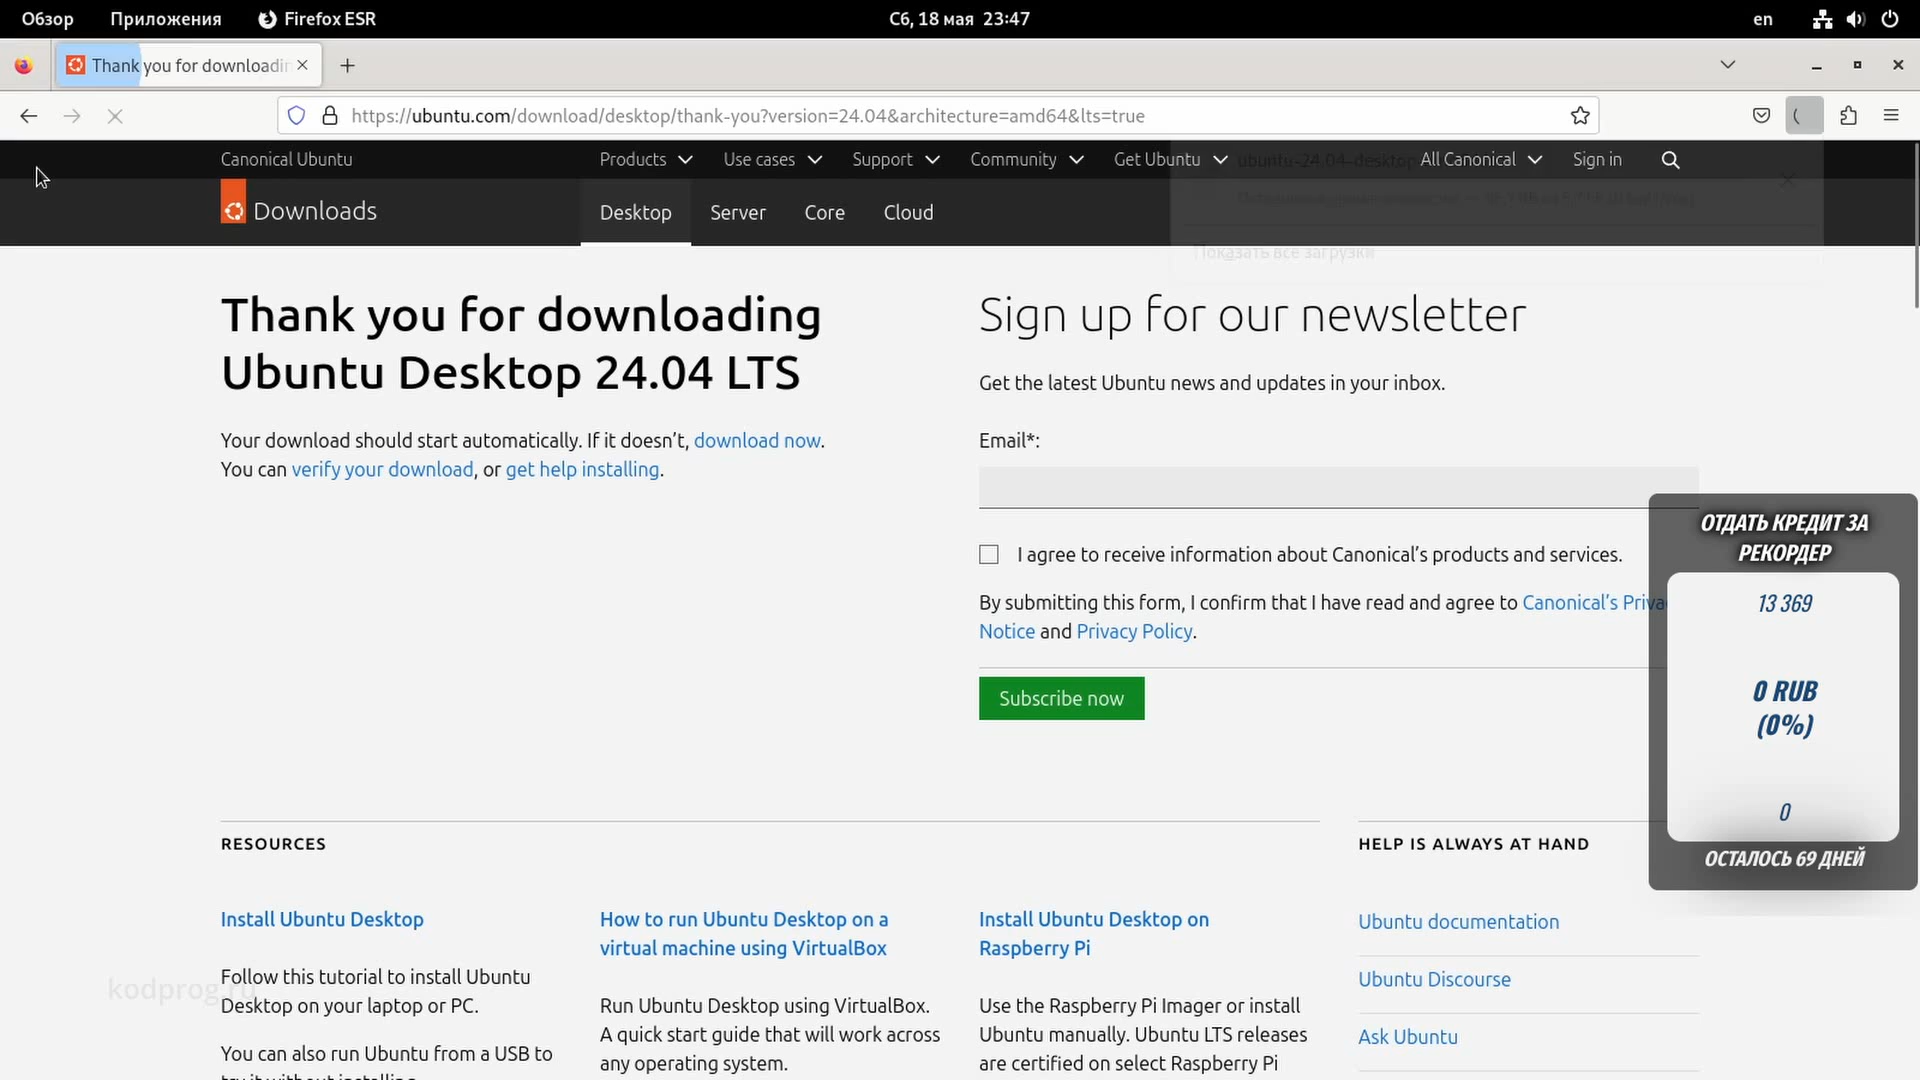 Обзор Приложения Firefox ESR Сб, 18 мая 23:47 en
Thank you for downloadin
https://ubuntu.com/download/desktop/thank-you?version=24.04&architecture=amd64&lts=true
Canonical Ubuntu Products Use cases Support Community Get Ubuntu All Canonical Sign in
ubuntu-24.04-desktop
Downloads Desktop Server Core Cloud
Показать все загрузки
Thank you for downloading
Ubuntu Desktop 24.04 LTS
Your download should start automatically. If it doesn’t, download now.
You can verify your download, or get help installing.
Sign up for our newsletter
Get the latest Ubuntu news and updates in your inbox.
Email*:
I agree to receive information about Canonical’s products and services.
By submitting this form, I confirm that I have read and agree to Canonical’s Priva
Notice and Privacy Policy.
Subscribe now
ОТДАТЬ КРЕДИТ ЗА
РЕКОРДЕР
13 369
0 RUB
(0%)
0
ОСТАЛОСЬ 69 ДНЕЙ
RESOURCES
Install Ubuntu Desktop
Follow this tutorial to install Ubuntu
Desktop on your laptop or PC.
You can also run Ubuntu from a USB to
try it without installing.
How to run Ubuntu Desktop on a
virtual machine using VirtualBox
Run Ubuntu Desktop using VirtualBox.
A quick start guide that will work across
any operating system.
Install Ubuntu Desktop on
Raspberry Pi
Use the Raspberry Pi Imager or install
Ubuntu manually. Ubuntu LTS releases
are certified on select Raspberry Pi
HELP IS ALWAYS AT HAND
Ubuntu documentation
Ubuntu Discourse
Ask Ubuntu
kodprog.ru